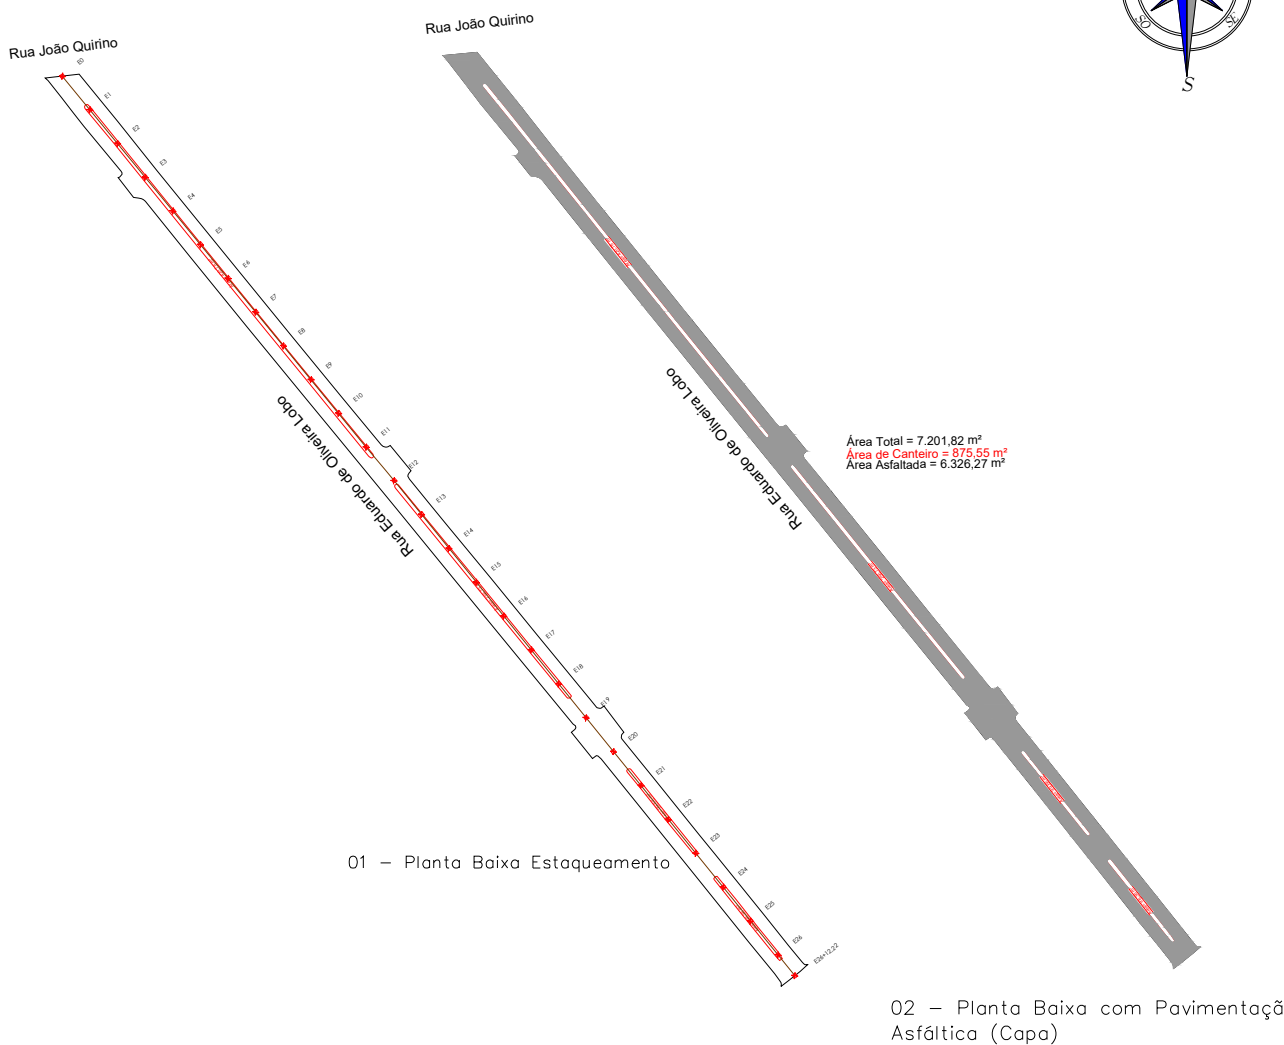 Rua João Quirino
E0
E1
E2
E3
E4
E5
E6
E7
E8
E9
E10
E11
E12
E13
E14
E15
E16
E17
E18
E19
E20
E21
E22
E23
E24
E25
E26
E26+12,22
Rua Eduardo de Oliveira Lobo
01 - Planta Baixa Estaqueamento
Rua João Quirino
Rua Eduardo de Oliveira Lobo
Área Total = 7.201,82 m²
Área de Canteiro = 875,55 m²
Área Asfaltada = 6.326,27 m²
02 - Planta Baixa com Pavimentaçã
Asfáltica (Capa)
SO
SE
S